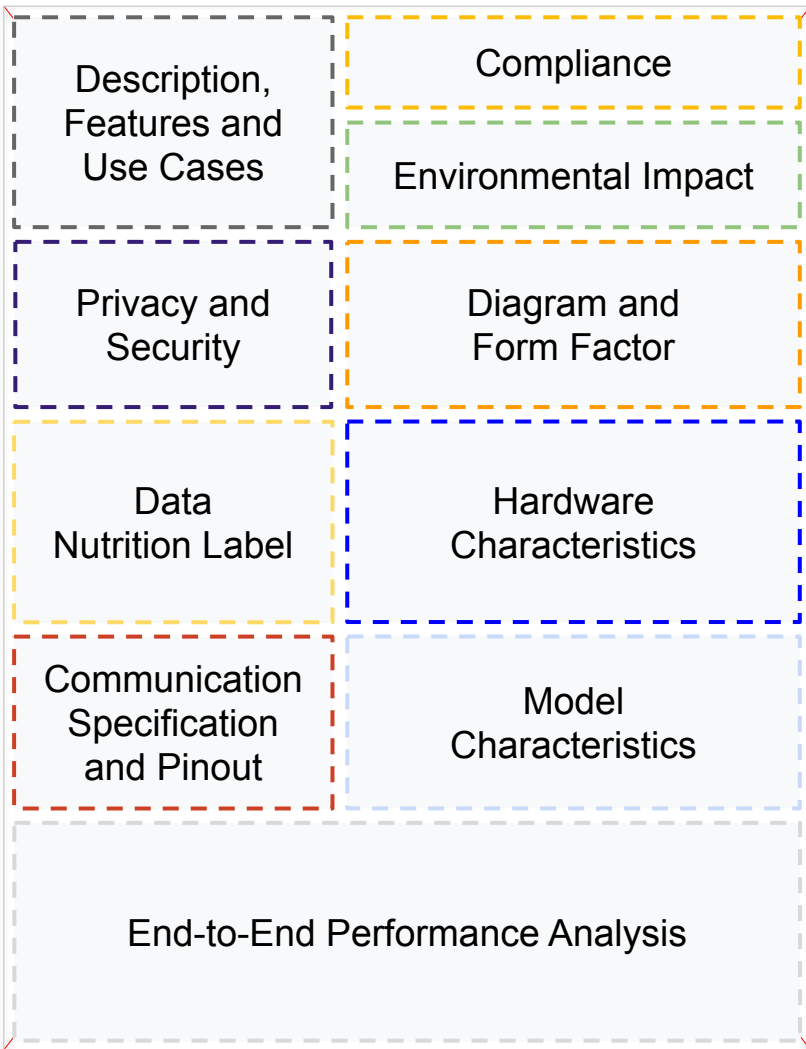 Description,
Features and
Use Cases
Compliance
Environmental Impact
Privacy and
Security
Diagram and
Form Factor
Data
Nutrition Label
Hardware
Characteristics
Communication
Specification
and Pinout
Model
Characteristics
End-to-End Performance Analysis